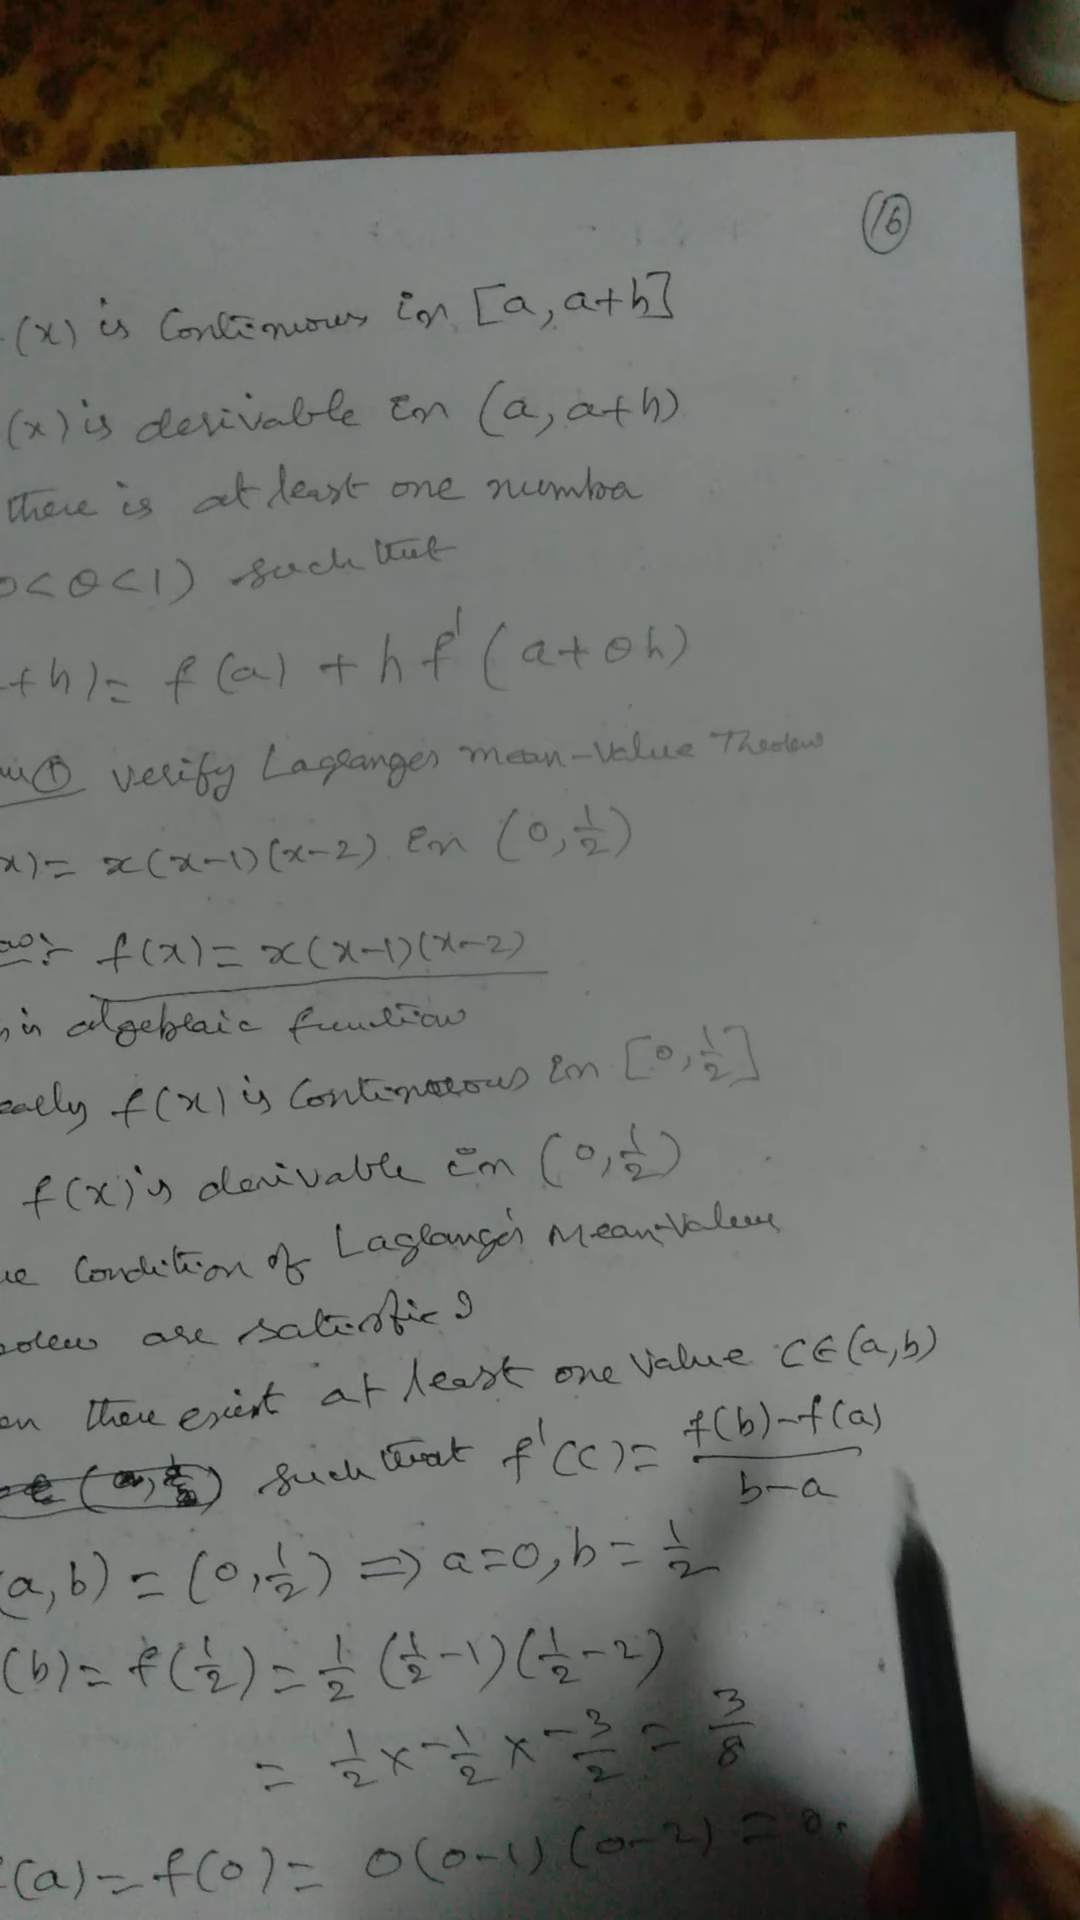 (16)
(x) is Continuous in [a, a+h]
(x) is derivable in (a, a+h)
there is at least one number
0<θ<1) such that
+h) = f(a) + h f'(a+θh)
① verify Lagranges mean-value Theorem
x) = x(x-1)(x-2) in (0, 1/2)
f(x) = x(x-1)(x-2)
is algebraic function
f(x) is continuous in [0, 1/2]
f(x) is derivable in (0, 1/2)
condition of Lagrange's Mean-value
are satisfied
there exist at least one value c∈(a,b)
such that f'(c) = f(b)-f(a) / b-a
(a, b) = (0, 1/2) ⇒ a=0, b = 1/2
(b) = f(1/2) = 1/2 (1/2-1)(1/2-2)
= 1/2 x -1/2 x -3/2 = 3/8
(a) = f(0) = 0(0-1)(0-2) = 0.